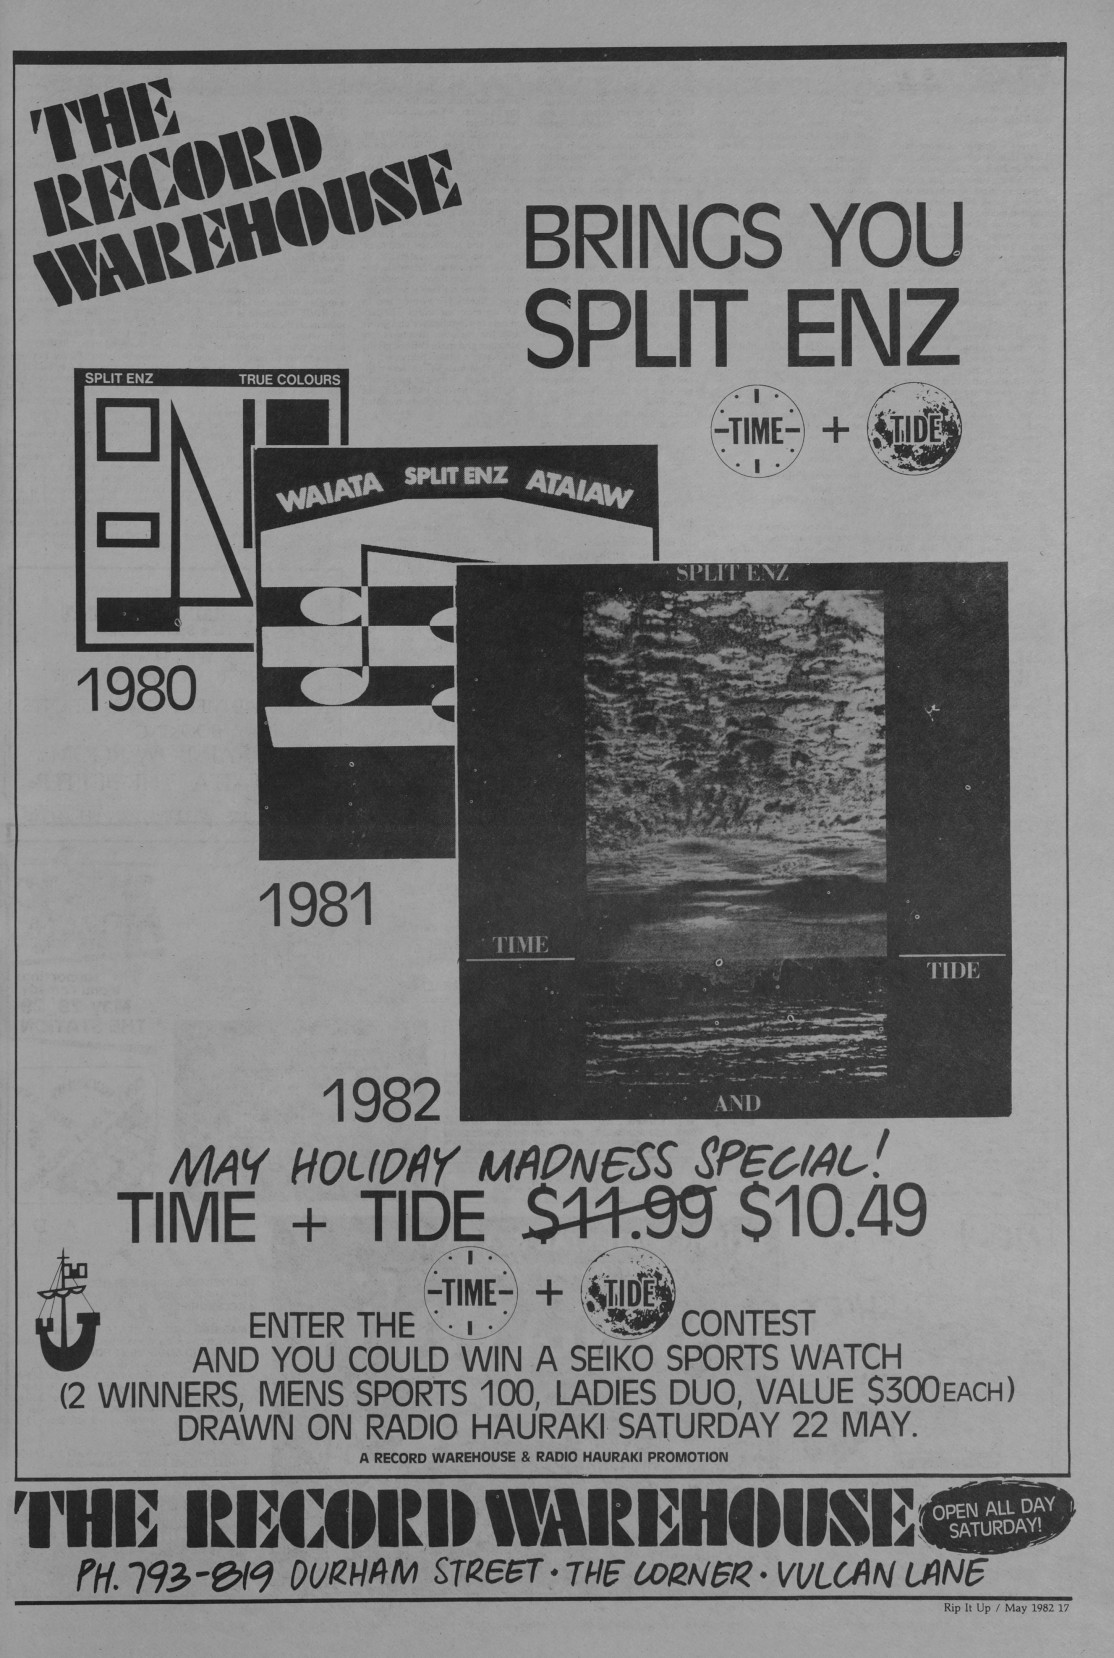 THE
RECORD
WAREHOUSE
BRINGS YOU
SPLIT ENZ
TIME + TIDE
SPLIT ENZ TRUE COLOURS
WAIATA SPLIT ENZ ATAIAW
SPLIT ENZ
1980
1981
TIME
TIDE
1982
AND
MAY HOLIDAY MADNESS SPECIAL!
TIME + TIDE $11.99 $10.49
ENTER THE TIME + TIDE CONTEST
AND YOU COULD WIN A SEIKO SPORTS WATCH
(2 WINNERS, MENS SPORTS 100, LADIES DUO, VALUE $300 EACH)
DRAWN ON RADIO HAURAKI SATURDAY 22 MAY.
A RECORD WAREHOUSE & RADIO HAURAKI PROMOTION
THE RECORD WAREHOUSE
OPEN ALL DAY
SATURDAY!
PH. 793-819 DURHAM STREET · THE CORNER · VULCAN LANE
Rip It Up / May 1982 17